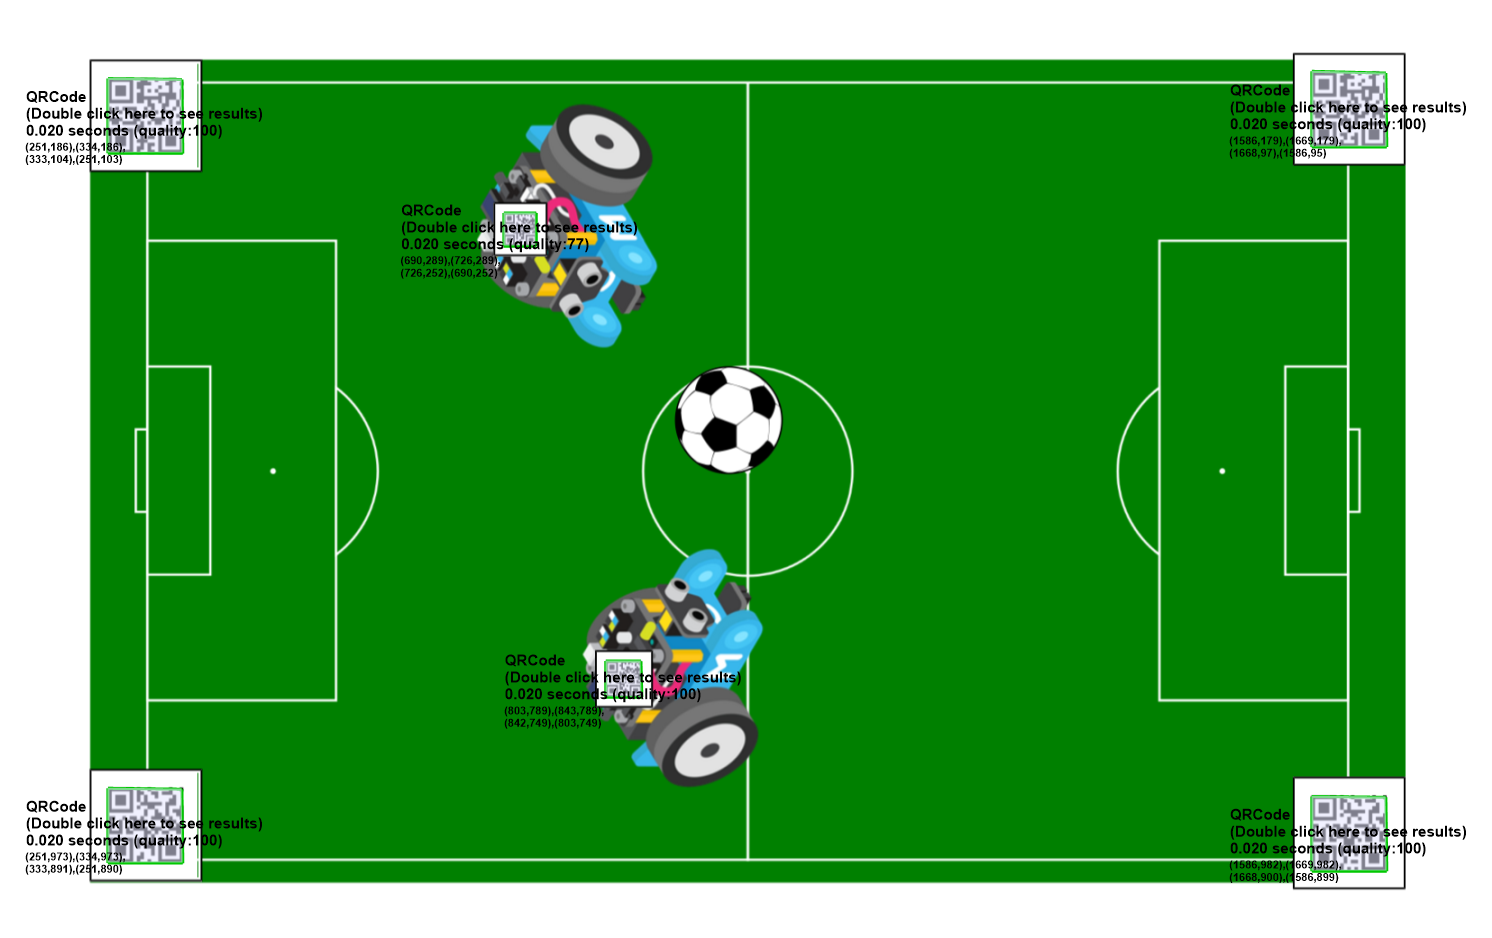 QRCode
(Double click here to see results)
0.020 seconds (quality:100)
(251,186),(334,186),
(333,104),(251,103)
QRCode
(Double click here to see results)
0.020 seconds (quality:100)
(1586,179),(1669,179),
(1668,97),(1586,95)
QRCode
(Double click here to see results)
0.020 seconds (quality:77)
(690,289),(726,289),
(726,252),(690,252)
QRCode
(Double click here to see results)
0.020 seconds (quality:100)
(803,789),(843,789),
(842,749),(803,749)
QRCode
(Double click here to see results)
0.020 seconds (quality:100)
(251,973),(334,973),
(333,891),(251,890)
QRCode
(Double click here to see results)
0.020 seconds (quality:100)
(1586,982),(1669,982),
(1668,900),(1586,899)